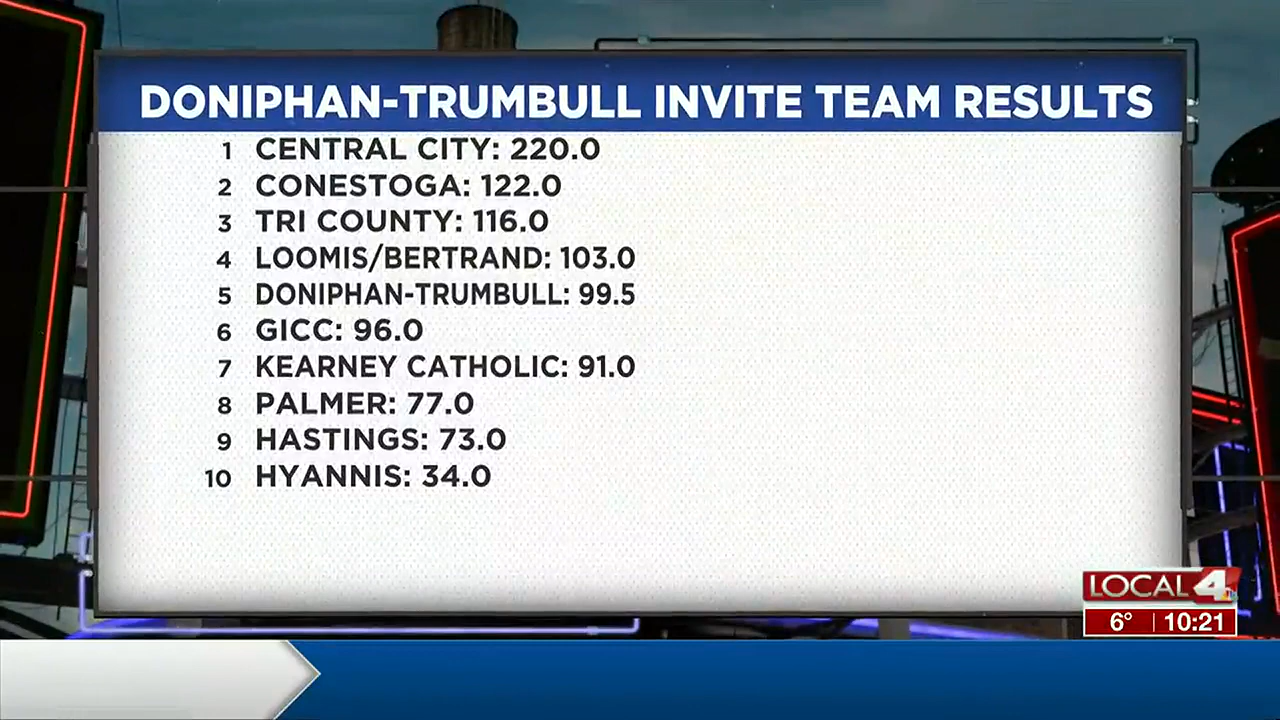 DONIPHAN-TRUMBULL INVITE TEAM RESULTS
1 CENTRAL CITY: 220.0
2 CONESTOGA: 122.0
3 TRI COUNTY: 116.0
4 LOOMIS/BERTRAND: 103.0
5 DONIPHAN-TRUMBULL: 99.5
6 GICC: 96.0
7 KEARNEY CATHOLIC: 91.0
8 PALMER: 77.0
9 HASTINGS: 73.0
10 HYANNIS: 34.0
LOCAL 4
6° 10:21